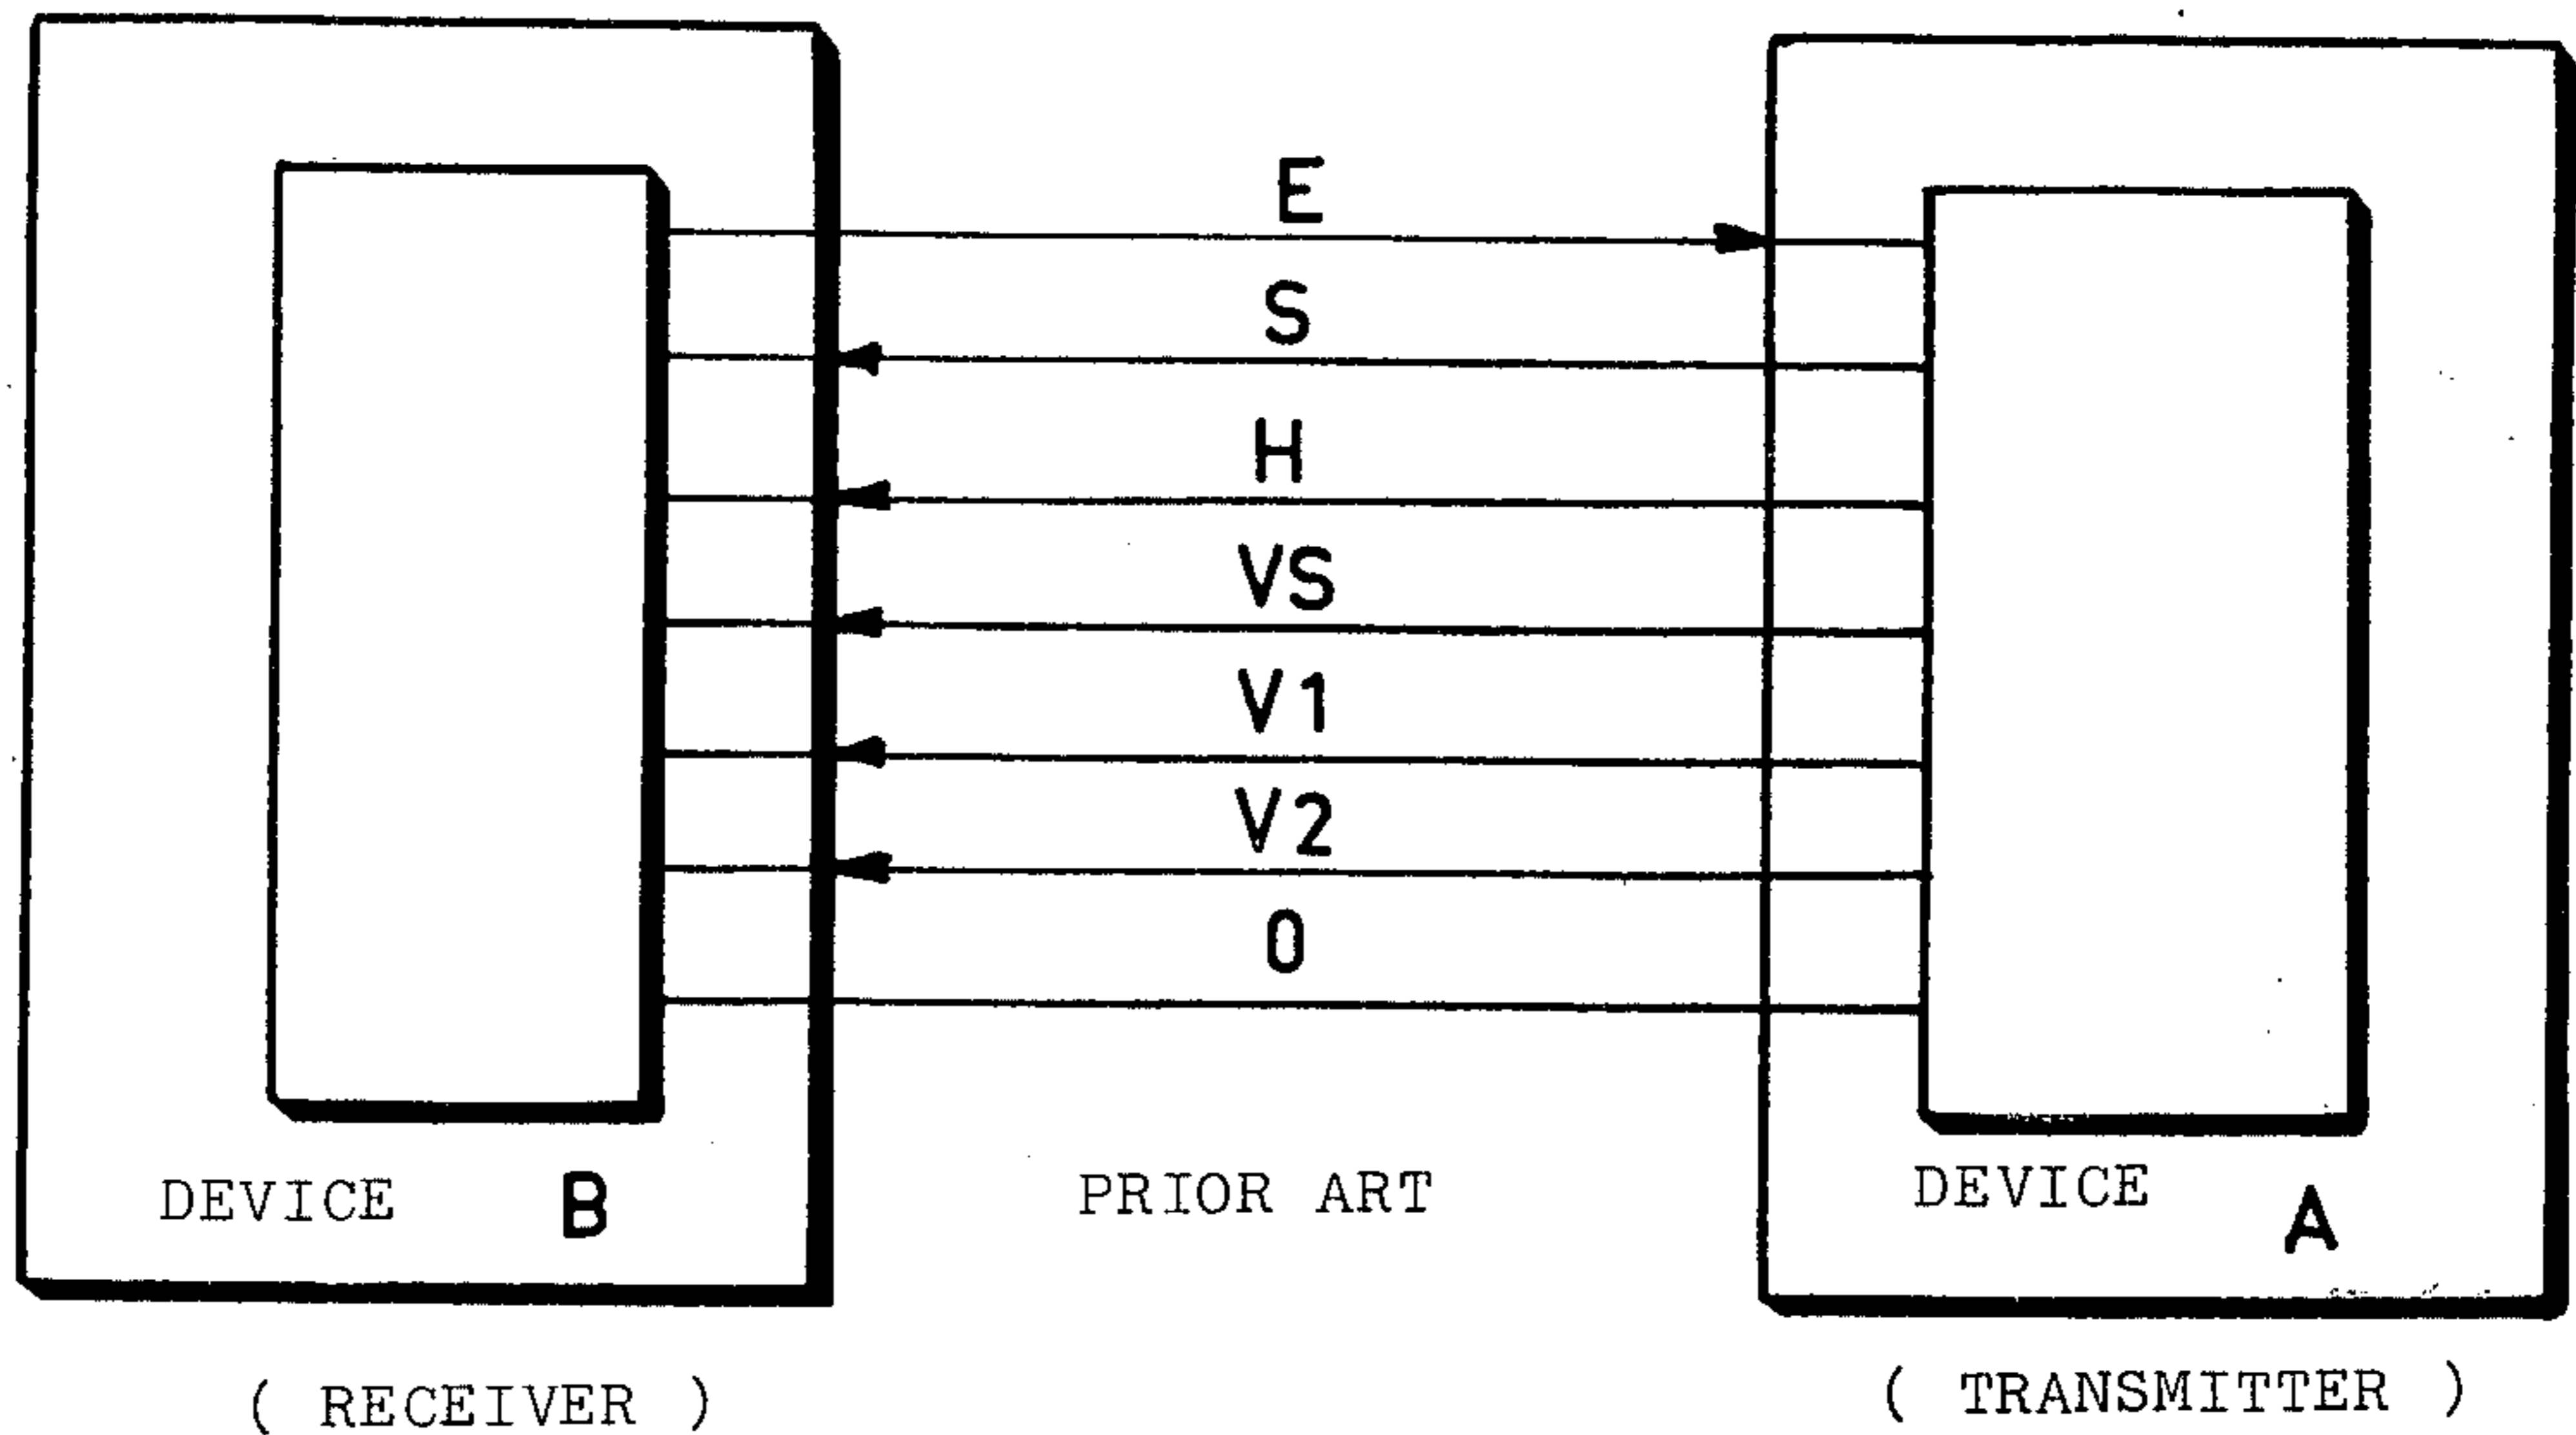 E
S
H
VS
V1
V2
0
DEVICE B
PRIOR ART
DEVICE A
( RECEIVER )
( TRANSMITTER )